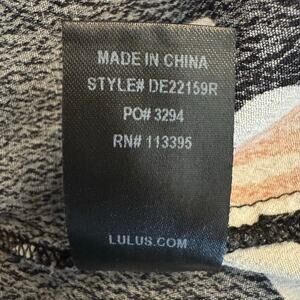 MADE IN CHINA
STYLE# DE22159R
PO# 3294
RN# 113395
LULUS.COM